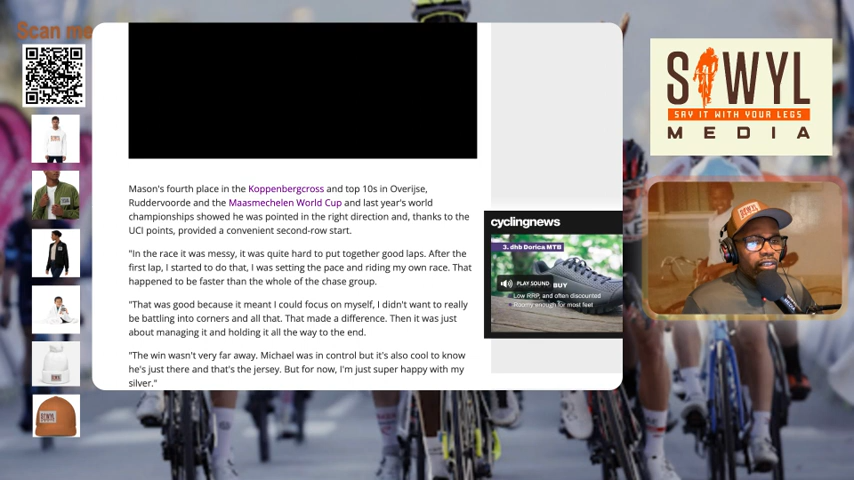 Scan me
Mason's fourth place in the Koppenbergcross and top 10s in Overijse,
Ruddervoorde and the Maasmechelen World Cup and last year's world
championships showed he was pointed in the right direction and, thanks to the
UCI points, provided a convenient second-row start.
"In the race it was messy, it was quite hard to put together good laps. After the
first lap, I started to do that, I was setting the pace and riding my own race. That
happened to be faster than the whole of the chase group.
"That was good because it meant I could focus on myself, I didn't want to really
be battling into corners and all that. That made a difference. Then it was just
about managing it and holding it all the way to the end.
"The win wasn't very far away. Michael was in control but it's also cool to know
he's just there and that's the jersey. But for now, I'm just super happy with my
silver."
cyclingnews
3. dhb Dorica MTB
PLAY SOUND
BUY
Low RRP, and often discounted
Roomy enough for most feet
SIWYL
SAY IT WITH YOUR LEGS
MEDIA